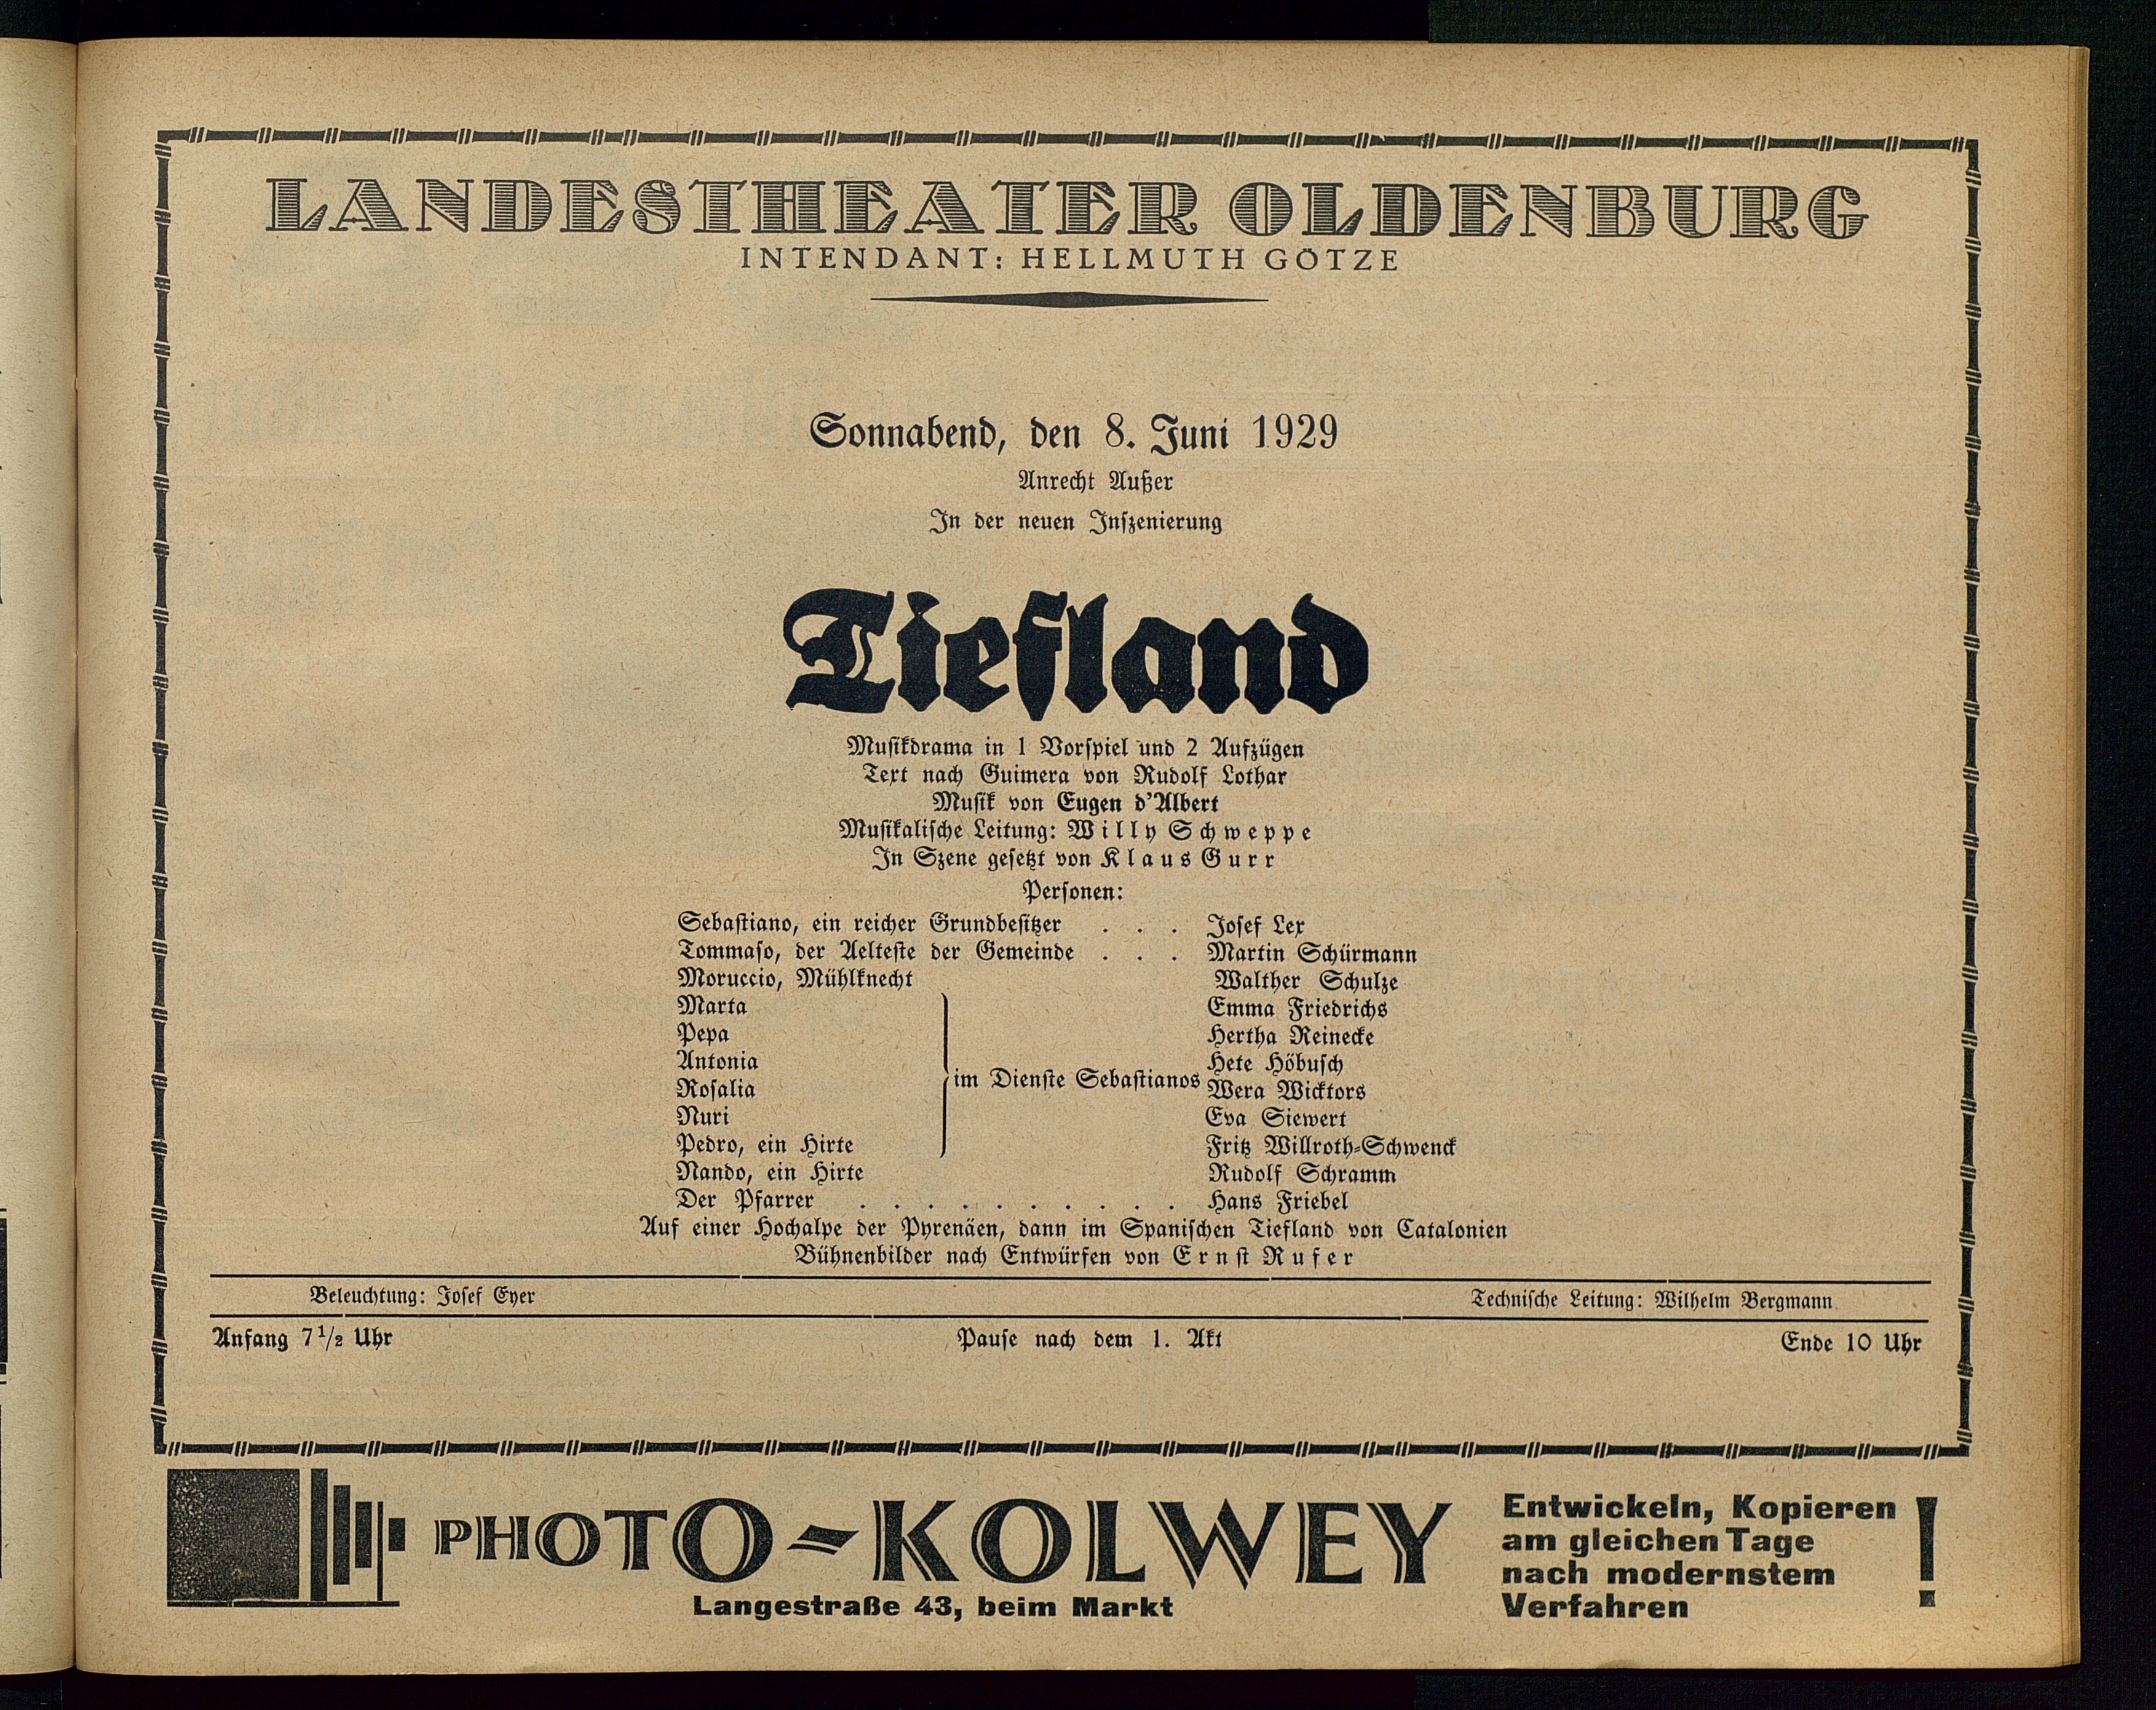 LANDESTHEATER OLDENBURG
INTENDANT: HELLMUTH GÖTZE
Sonnabend, den 8. Juni 1929
Anrecht Außer
In der neuen Inszenierung
Tiefland
Musikdrama in 1 Vorspiel und 2 Aufzügen
Text nach Guimera von Rudolf Lothar
Musik von Eugen d'Albert
Musikalische Leitung: Willy Schweppe
In Szene gesetzt von Klaus Gurr
Personen:
Sebastiano, ein reicher Grundbesitzer . . . Josef Lex
Tommaso, der Aelteste der Gemeinde . . . Martin Schürmann
Moruccio, Mühlknecht Walther Schulze
Marta Emma Friedrichs
Pepa Hertha Reinecke
Antonia Hete Höbusch
im Dienste Sebastianos
Rosalia Wera Wicktors
Nuri Eva Siewert
Pedro, ein Hirte Fritz Willroth-Schwenck
Nando, ein Hirte Rudolf Schramm
Der Pfarrer . . . . . . . . . . Hans Friebel
Auf einer Hochalpe der Pyrenäen, dann im Spanischen Tiefland von Catalonien
Bühnenbilder nach Entwürfen von Ernst Rufer
Beleuchtung: Josef Eyer Technische Leitung: Wilhelm Bergmann
Anfang 7 1/2 Uhr Pause nach dem 1. Akt Ende 10 Uhr
PHOTO-KOLWEY
Langestraße 43, beim Markt
Entwickeln, Kopieren
am gleichen Tage
nach modernstem
Verfahren !